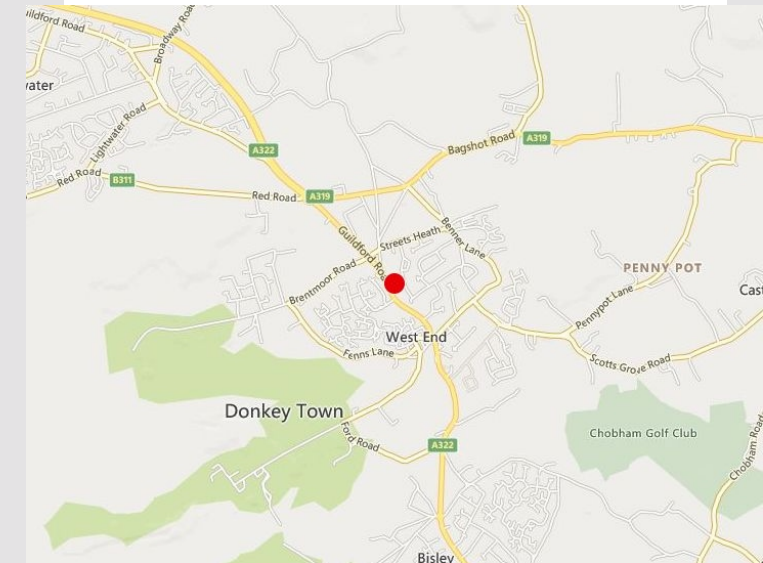 Guildford Road
Broadway Road
Lightwater Road
A322
Bagshot Road
A319
Red Road
B311
Red Road
A319
Guildford Road
Streets Heath
Benner Lane
Brentmoor Road
PENNY POT
Pennypot Lane
West End
Fenns Lane
Scotts Grove Road
Donkey Town
Ford Road
A322
Chobham Golf Club
Chobham Road
Bisley